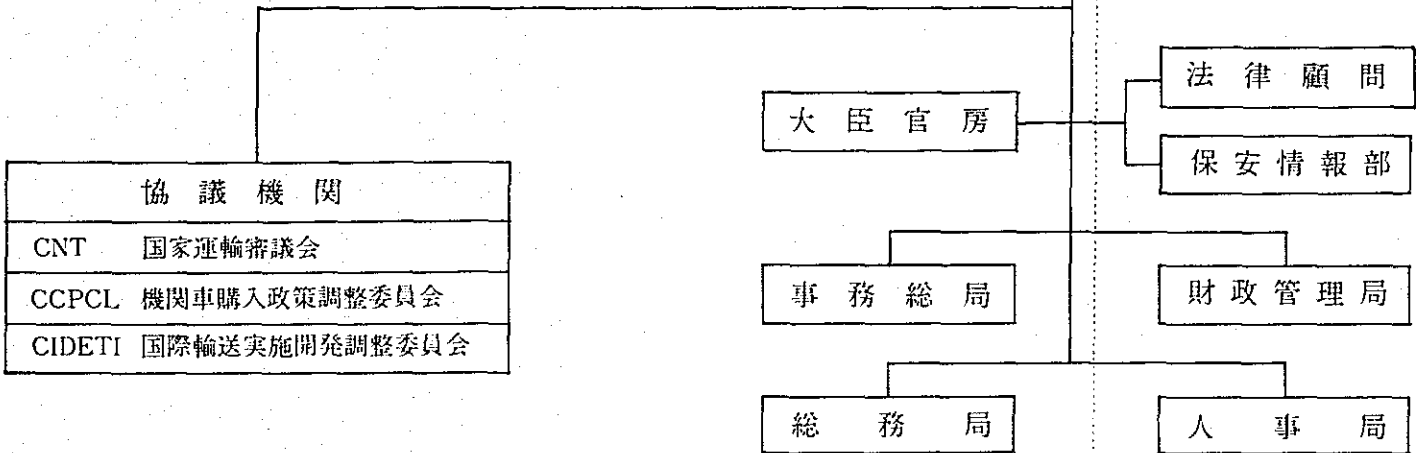 法律顧問
大臣官房
保安情報部
協議機関
CNT 国家運輸審議会
CCPCL 機関車購入政策調整委員会
CIDETI 国際輸送実施開発調整委員会
事務総局
財政管理局
総務局
人事局